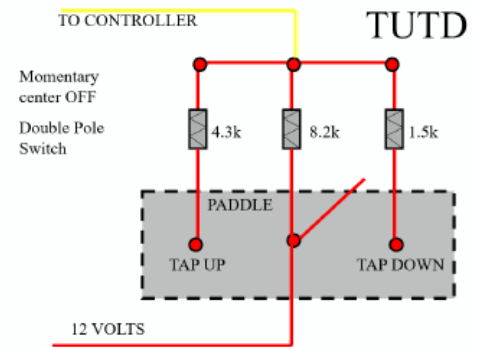 TO CONTROLLER
TUTD
Momentary
center OFF
Double Pole
Switch
4.3k
8.2k
1.5k
PADDLE
TAP UP
TAP DOWN
12 VOLTS